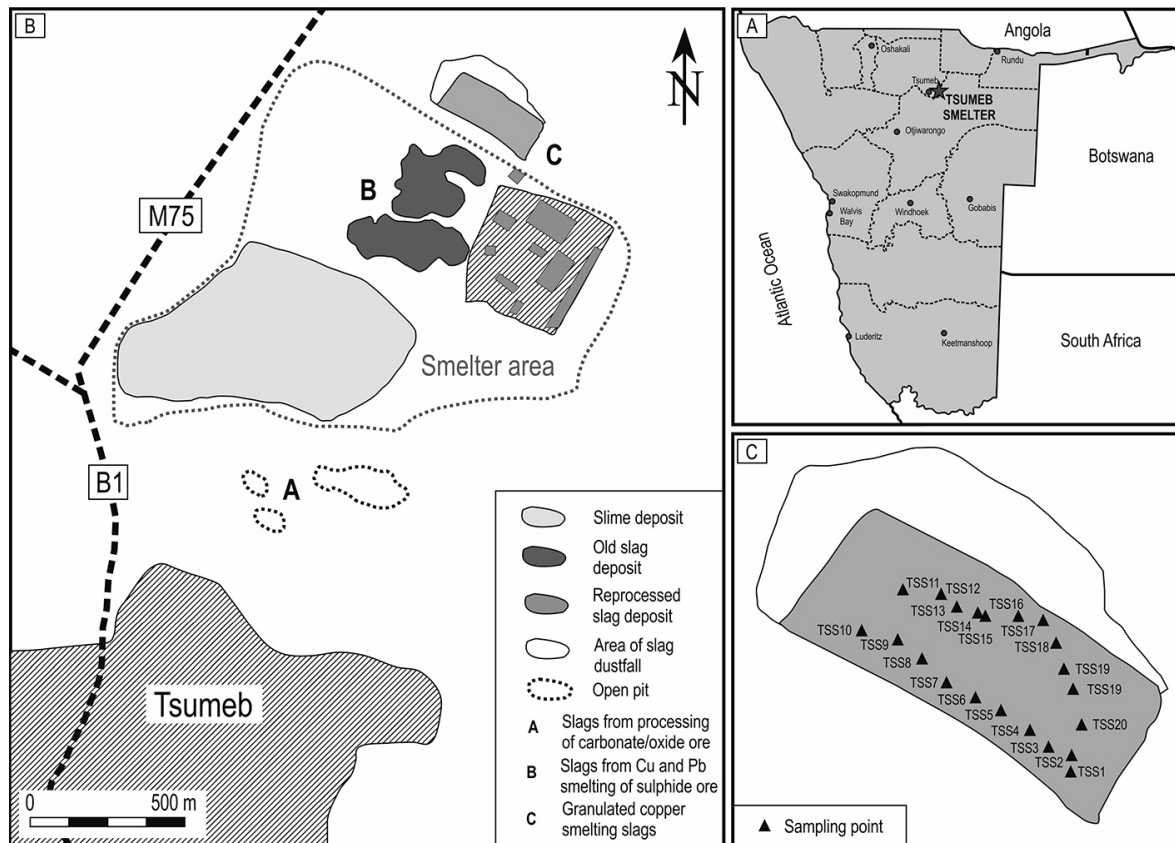 B
N
C
B
M75
Smelter area
B1
A
Tsumeb
0
500 m
Slime deposit
Old slag
deposit
Reprocessed
slag deposit
Area of slag
dustfall
Open pit
A
Slags from processing
of carbonate/oxide ore
B
Slags from Cu and Pb
smelting of sulphide ore
C
Granulated copper
smelting slags
A
Angola
Oshakali
Rundu
Tsumeb
TSUMEB
SMELTER
Otjiwarongo
Botswana
Swakopmund
Walvis
Bay
Windhoek
Gobabis
Atlantic Ocean
Luderitz
Keetmanshoop
South Africa
C
TSS11
TSS12
TSS13
TSS16
TSS14
TSS15
TSS17
TSS10
TSS9
TSS18
TSS8
TSS19
TSS7
TSS19
TSS6
TSS5
TSS20
TSS4
TSS3
TSS2
TSS1
Sampling point